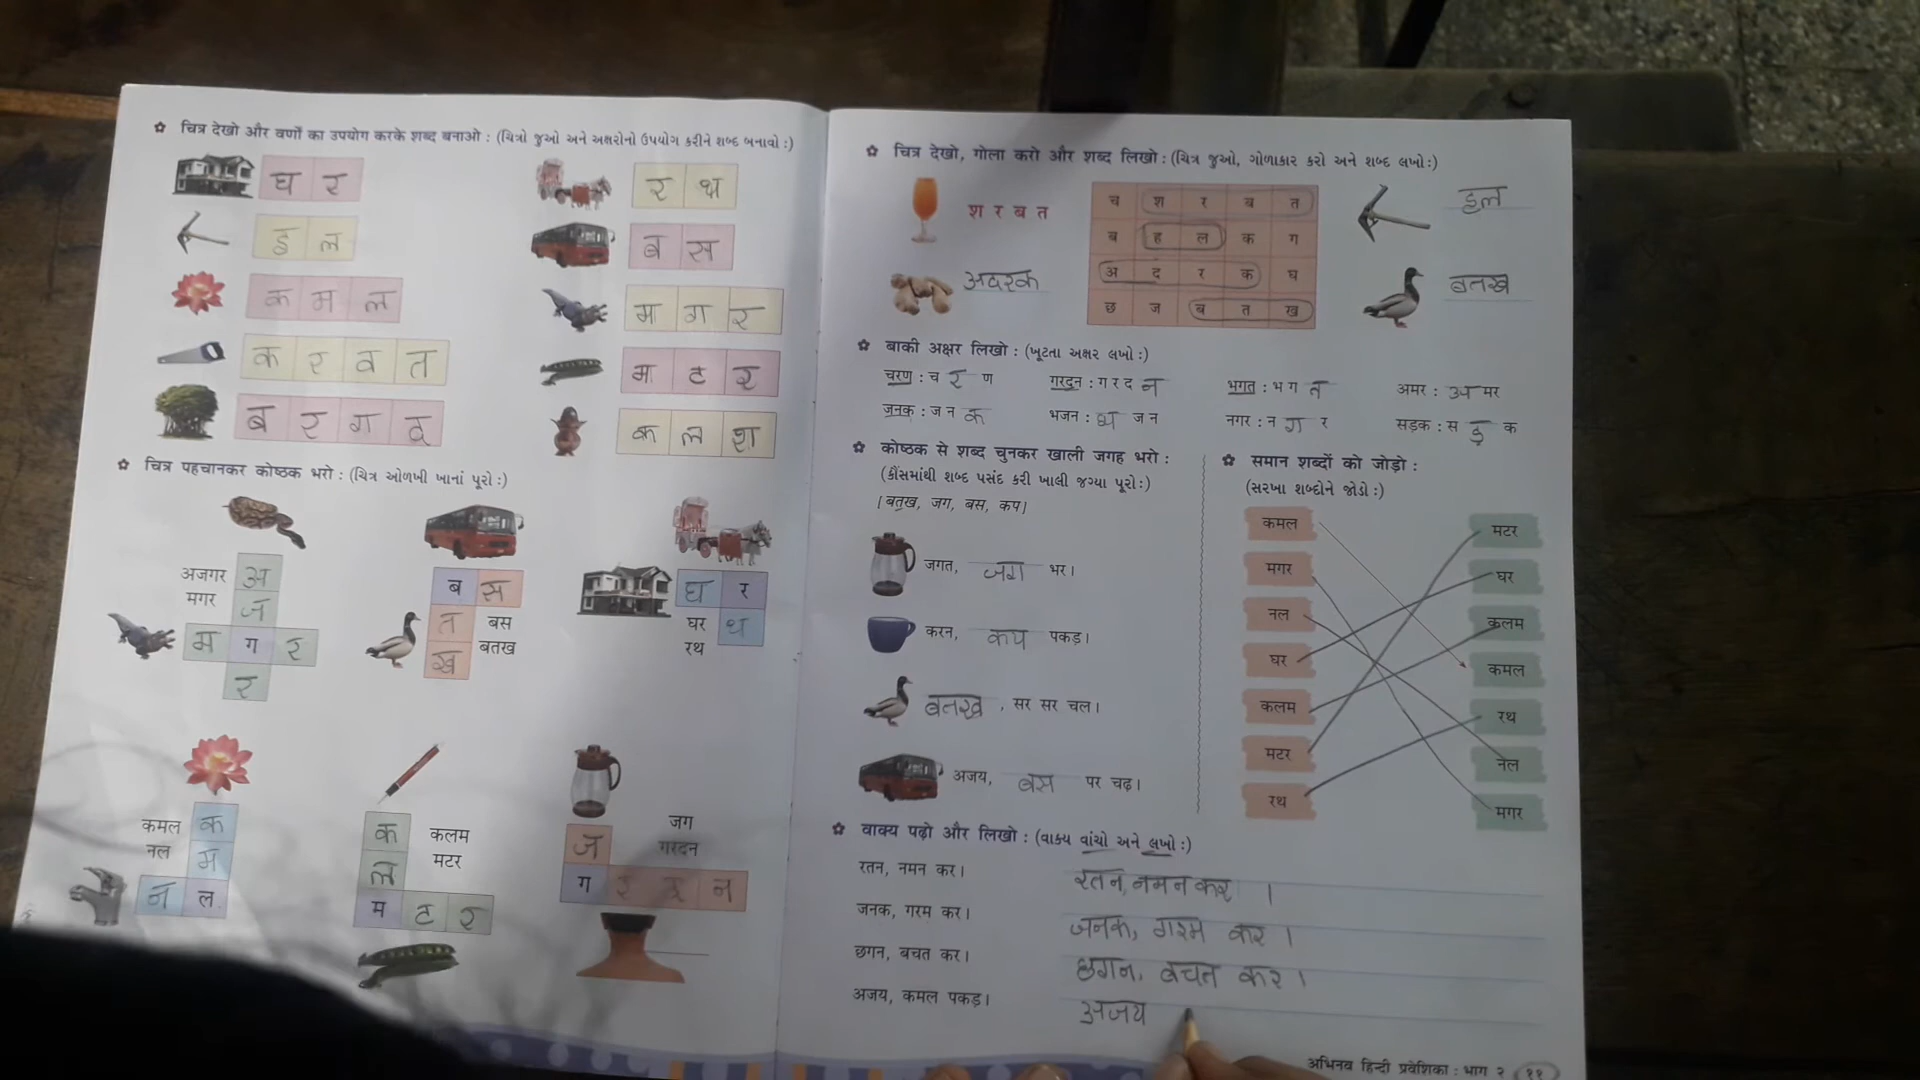 ✿ चित्र देखो और वर्णों का उपयोग करके शब्द बनाओ : (ચિત્રો જુઓ અને અક્ષરોનો ઉપયોગ કરીને શબ્દ બનાવો :)
घ र
र थ
ह ल
ब स
क म ल
म ग र
क र व त
म ट र
ब र ग द
क ल श
✿ चित्र पहचानकर कोष्ठक भरो : (ચિત્ર ઓળખી ખાનાં પૂરો :)
अजगर
मगर
अ
ज
म ग र
र
ब स
त
ख
बस
बतख
घ र
थ
घर
रथ
कमल
नल
क
म
न ल
क
ल
म ट र
कलम
मटर
जग
गरदन
ज
ग र द न
✿ चित्र देखो, गोला करो और शब्द लिखो : (ચિત્ર જુઓ, ગોળાકાર કરો અને શબ્દ લખો :)
श र ब त
च श र ब त
ब ह ल क ग
अ द र क घ
छ ज ब त ख
हल
अदरक
बतख
✿ बाकी अक्षर लिखो : (ખૂટતા અક્ષર લખો :)
चरण : च र ण गरदन : ग र द न भगत : भ ग त अमर : अ मर
जनक : ज न क भजन : भ ज न नगर : न ग र सड़क : स ड़ क
✿ कोष्ठक से शब्द चुनकर खाली जगह भरो :
(કૌંસમાંથી શબ્દ પસંદ કરી ખાલી જગ્યા પૂરો :)
[बतख, जग, बस, कप]
जगत, जग भर।
करन, कप पकड़।
बतख, सर सर चल।
अजय, बस पर चढ़।
✿ समान शब्दों को जोड़ो :
(સરખા શબ્દોને જોડો :)
कमल मटर
मगर घर
नल कलम
घर कमल
कलम रथ
मटर नल
रथ मगर
✿ वाक्य पढ़ो और लिखो : (વાક્ય વાંચો અને લખો :)
रतन, नमन कर। रतन, नमन कर ।
जनक, गरम कर। जनक, गरम कर ।
छगन, बचत कर। छगन, बचत कर ।
अजय, कमल पकड़। अजय
अभिनव हिन्दी प्रवेशिका : भाग २ ११